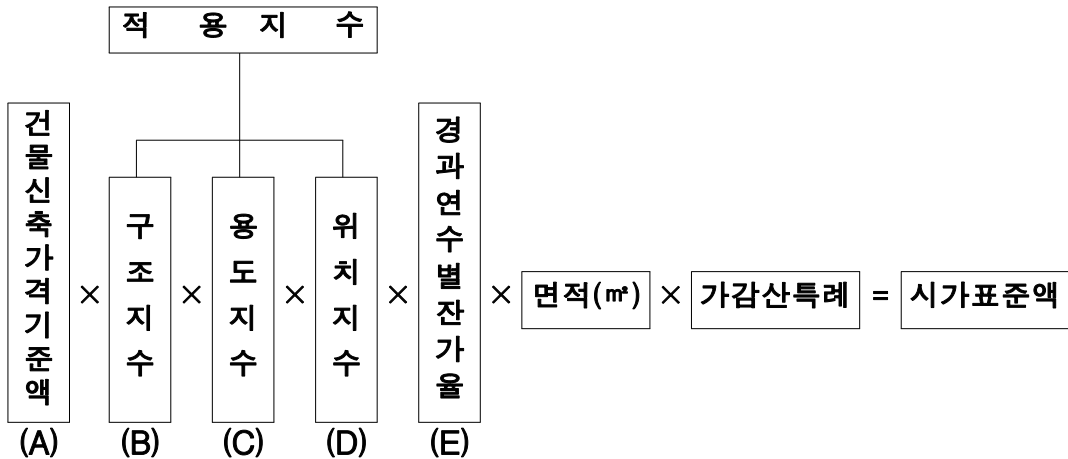 적 용 지 수
건물신축가격기준액 × 구조지수 × 용도지수 × 위치지수 × 경과연수별잔가율 × 면적(㎡) × 가감산특례 = 시가표준액
(A) (B) (C) (D) (E)